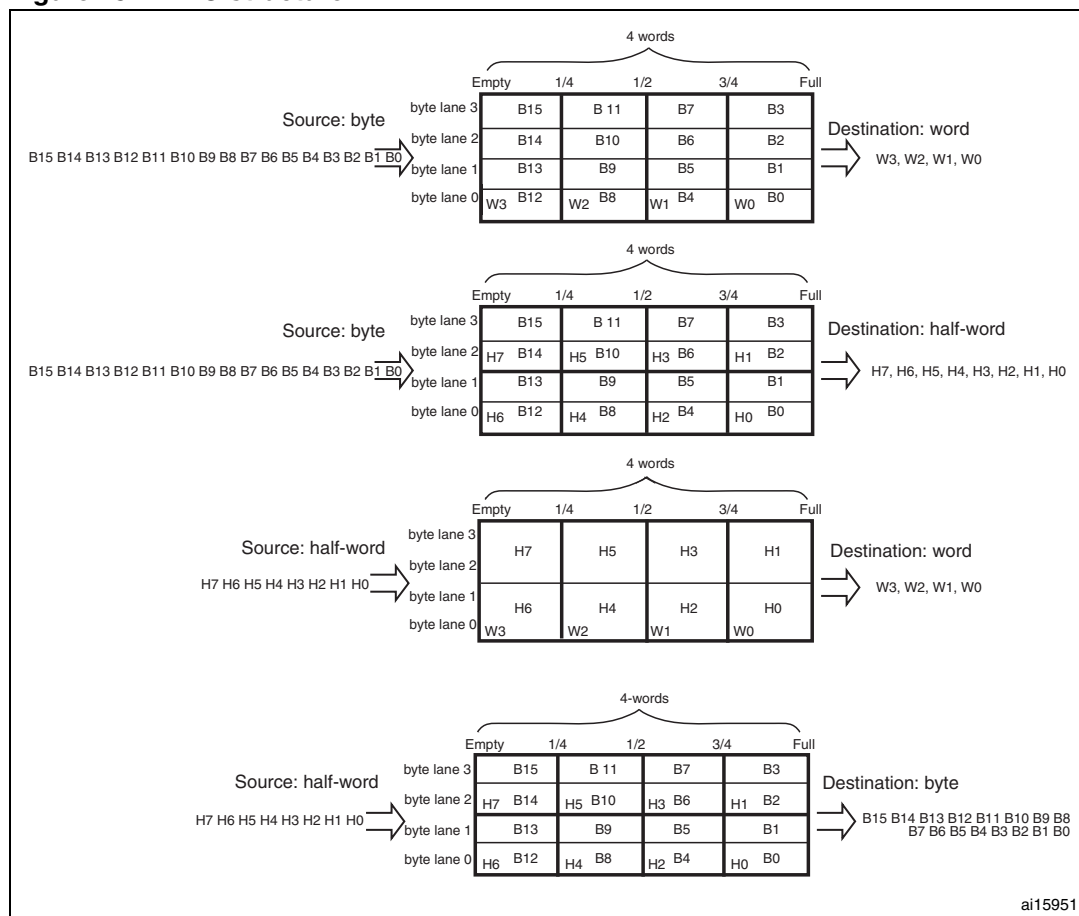 4 words
Empty 1/4 1/2 3/4 Full
Source: byte
B15 B14 B13 B12 B11 B10 B9 B8 B7 B6 B5 B4 B3 B2 B1 B0
byte lane 3 B15 B 11 B7 B3
byte lane 2 B14 B10 B6 B2
byte lane 1 B13 B9 B5 B1
byte lane 0 W3 B12 W2 B8 W1 B4 W0 B0
Destination: word
W3, W2, W1, W0
4 words
Empty 1/4 1/2 3/4 Full
Source: byte
B15 B14 B13 B12 B11 B10 B9 B8 B7 B6 B5 B4 B3 B2 B1 B0
byte lane 3 B15 B 11 B7 B3
byte lane 2 H7 B14 H5 B10 H3 B6 H1 B2
byte lane 1 B13 B9 B5 B1
byte lane 0 H6 B12 H4 B8 H2 B4 H0 B0
Destination: half-word
H7, H6, H5, H4, H3, H2, H1, H0
4 words
Empty 1/4 1/2 3/4 Full
Source: half-word
H7 H6 H5 H4 H3 H2 H1 H0
byte lane 3
H7 H5 H3 H1
byte lane 2
byte lane 1
H6 H4 H2 H0
byte lane 0
W3 W2 W1 W0
Destination: word
W3, W2, W1, W0
4-words
Empty 1/4 1/2 3/4 Full
Source: half-word
H7 H6 H5 H4 H3 H2 H1 H0
byte lane 3 B15 B 11 B7 B3
byte lane 2 H7 B14 H5 B10 H3 B6 H1 B2
byte lane 1 B13 B9 B5 B1
byte lane 0 H6 B12 H4 B8 H2 B4 H0 B0
Destination: byte
B15 B14 B13 B12 B11 B10 B9 B8
B7 B6 B5 B4 B3 B2 B1 B0
ai15951